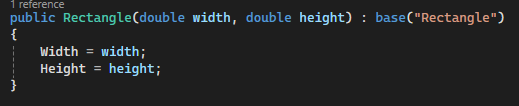 1 reference
public Rectangle(double width, double height) : base("Rectangle")
{
Width = width;
Height = height;
}